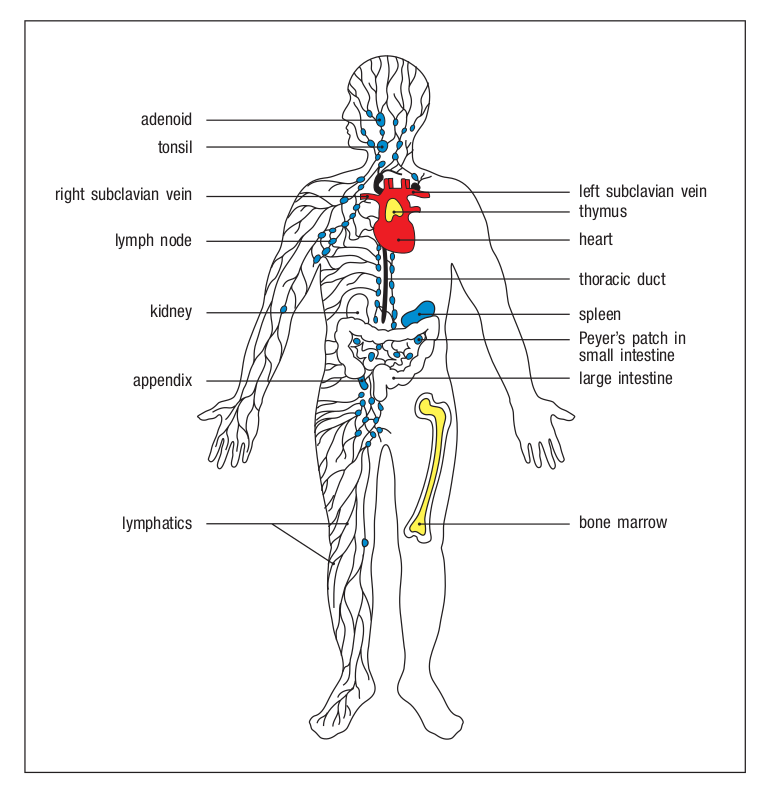 adenoid
tonsil
right subclavian vein
lymph node
kidney
appendix
lymphatics
left subclavian vein
thymus
heart
thoracic duct
spleen
Peyer's patch in
small intestine
large intestine
bone marrow